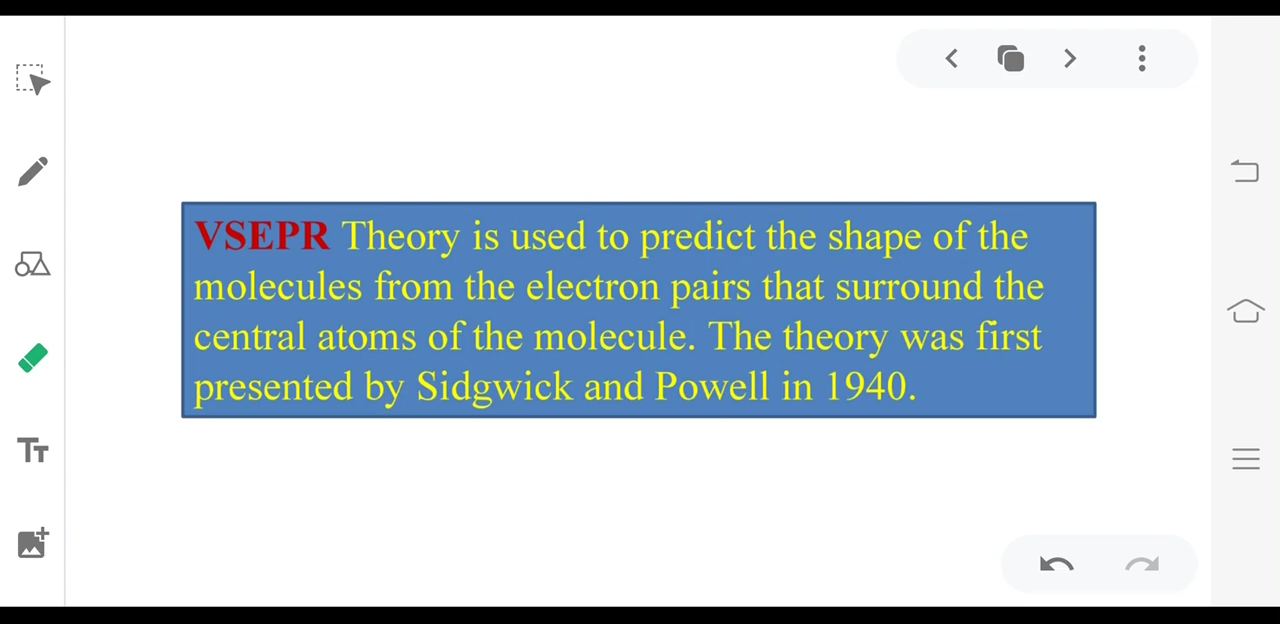 VSEPR Theory is used to predict the shape of the
molecules from the electron pairs that surround the
central atoms of the molecule. The theory was first
presented by Sidgwick and Powell in 1940.
TT